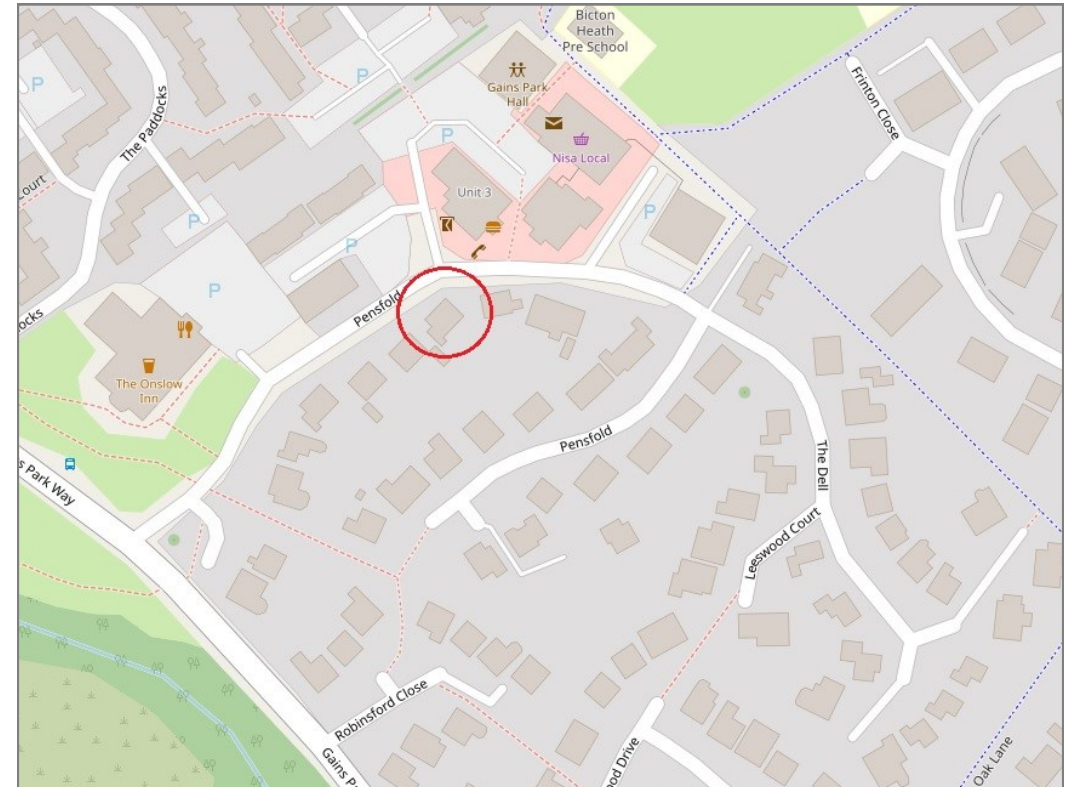 Bicton
Heath
Pre School
P
P
Gains Park
Hall
Frinton Close
The Paddocks
P
Nisa Local
Court
Unit 3
P
P
P
P
Pensfold
ocks
The Onslow
Inn
Pensfold
The Dell
s Park Way
Leeswood Court
Robinsford Close
Gains P
od Drive
Oak Lane